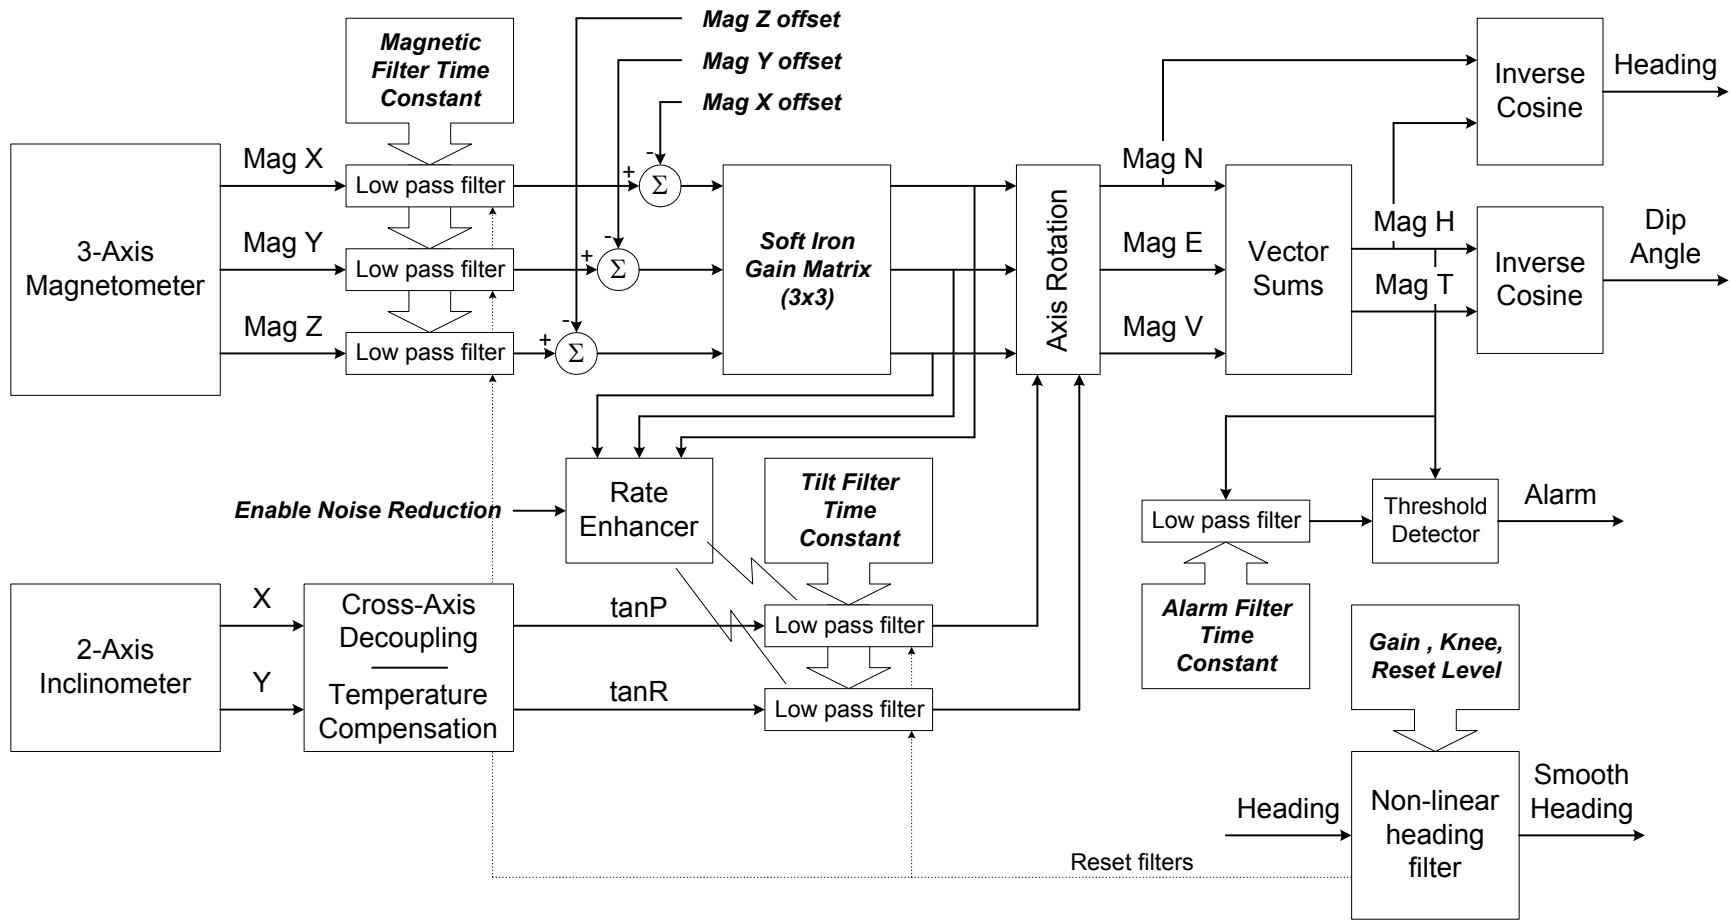 Mag Z offset
Mag Y offset
Mag X offset
Magnetic
Filter Time
Constant
Inverse
Cosine
Heading
3-Axis
Magnetometer
Mag X
Mag Y
Mag Z
Low pass filter
Low pass filter
Low pass filter
+
-
Σ
+
-
Σ
+
-
Σ
Soft Iron
Gain Matrix
(3x3)
Axis Rotation
Mag N
Mag E
Mag V
Vector
Sums
Mag H
Mag T
Inverse
Cosine
Dip
Angle
Enable Noise Reduction
Rate
Enhancer
Tilt Filter
Time
Constant
Low pass filter
Threshold
Detector
Alarm
Alarm Filter
Time
Constant
2-Axis
Inclinometer
X
Y
Cross-Axis
Decoupling
Temperature
Compensation
tanP
tanR
Low pass filter
Low pass filter
Gain , Knee,
Reset Level
Heading
Non-linear
heading
filter
Smooth
Heading
Reset filters